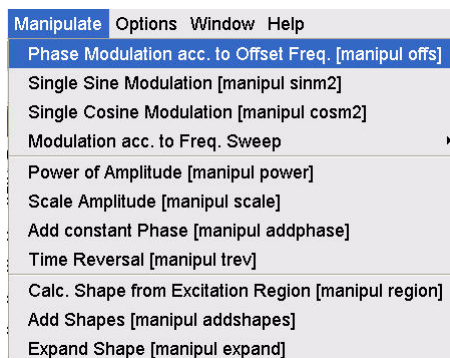 Manipulate Options Window Help
Phase Modulation acc. to Offset Freq. [manipul offs]
Single Sine Modulation [manipul sinm2]
Single Cosine Modulation [manipul cosm2]
Modulation acc. to Freq. Sweep
Power of Amplitude [manipul power]
Scale Amplitude [manipul scale]
Add constant Phase [manipul addphase]
Time Reversal [manipul trev]
Calc. Shape from Excitation Region [manipul region]
Add Shapes [manipul addshapes]
Expand Shape [manipul expand]